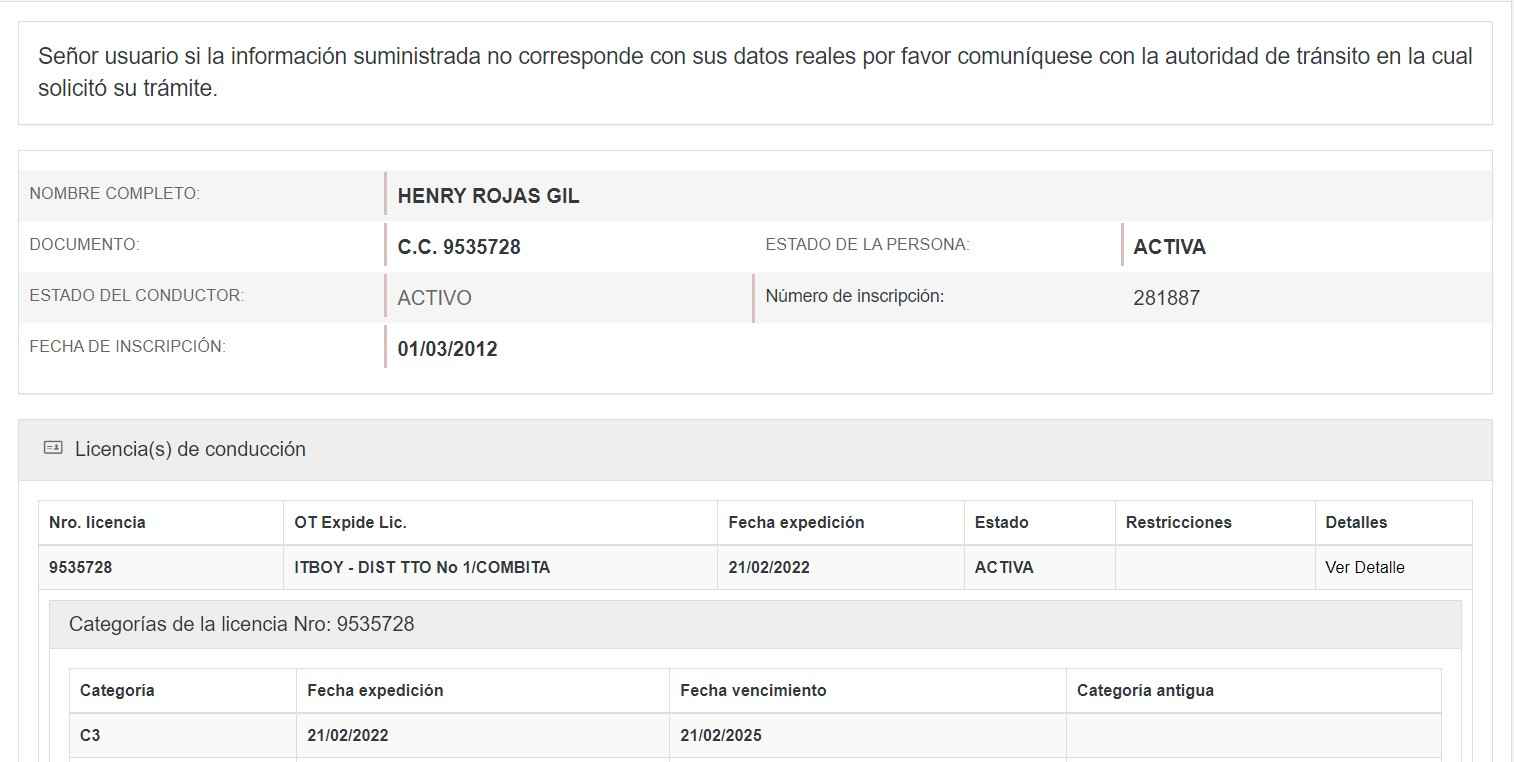 Señor usuario si la información suministrada no corresponde con sus datos reales por favor comuníquese con la autoridad de tránsito en la cual
solicitó su trámite.
NOMBRE COMPLETO: HENRY ROJAS GIL
DOCUMENTO: C.C. 9535728 ESTADO DE LA PERSONA: ACTIVA
ESTADO DEL CONDUCTOR: ACTIVO Número de inscripción: 281887
FECHA DE INSCRIPCIÓN: 01/03/2012
Licencia(s) de conducción
Nro. licencia OT Expide Lic. Fecha expedición Estado Restricciones Detalles
9535728 ITBOY - DIST TTO No 1/COMBITA 21/02/2022 ACTIVA Ver Detalle
Categorías de la licencia Nro: 9535728
Categoría Fecha expedición Fecha vencimiento Categoría antigua
C3 21/02/2022 21/02/2025